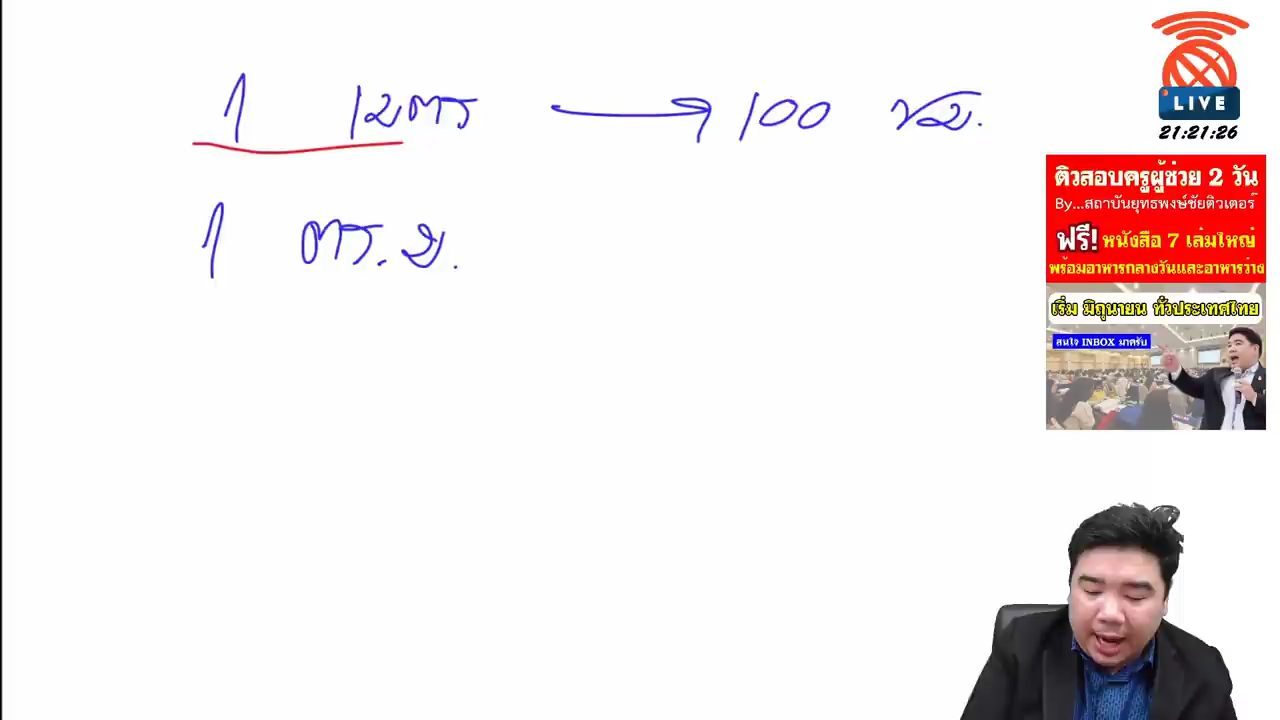 1 เมตร → 100 ซม.
1 ตร.ม.
LIVE
21:21:26
ติวสอบครูผู้ช่วย 2 วัน
By...สถาบันยุทธพงษ์ชัยติวเตอร์
ฟรี! หนังสือ 7 เล่มใหญ่
พร้อมอาหารกลางวันและอาหารว่าง
เริ่ม มิถุนายน ทั่วประเทศไทย
สนใจ INBOX มาครับ